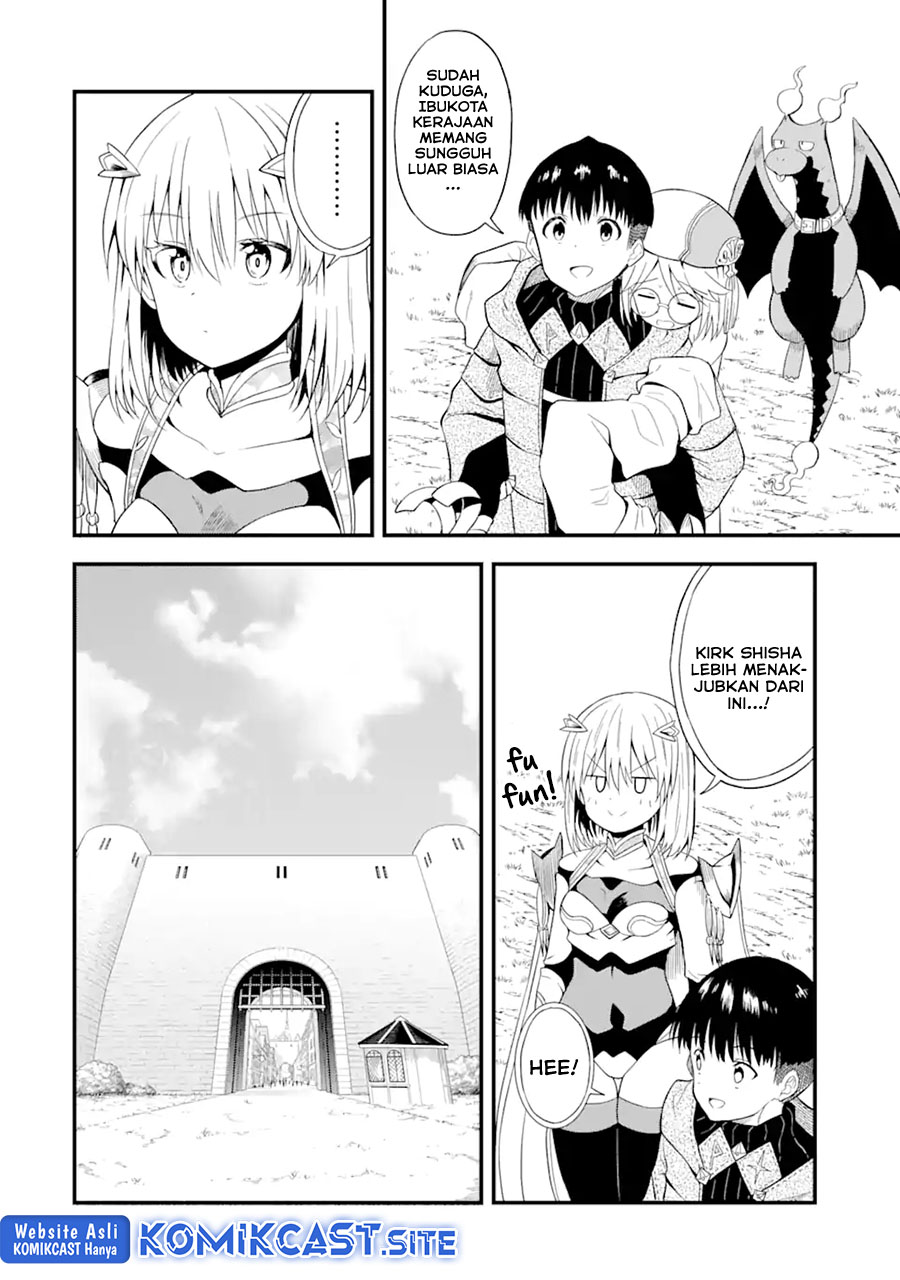 SUDAH
KUDUGA,
IBUKOTA
KERAJAAN
MEMANG
SUNGGUH
LUAR BIASA
...
..........
KIRK SHISHA
LEBIH MENAK-
JUBKAN DARI
INI...!
fu
fun!
HEE!
Website Asli
KOMIKCAST Hanya
KOMIKCAST.SITE